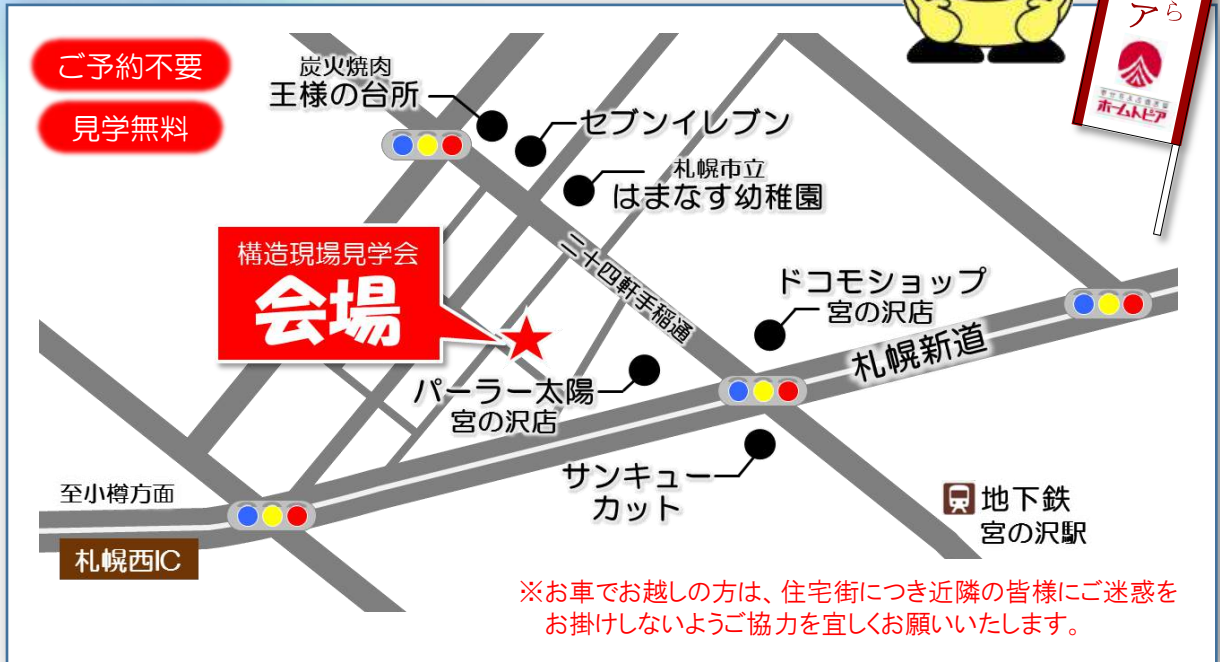 ら
ア
ホームトピア
ご予約不要
見学無料
炭火焼肉
王様の台所
セブンイレブン
札幌市立
はまなす幼稚園
構造現場見学会
会場
二十四軒手稲通
ドコモショップ
宮の沢店
札幌新道
パーラー太陽
宮の沢店
サンキュー
カット
至小樽方面
札幌西IC
地下鉄
宮の沢駅
※お車でお越しの方は、住宅街につき近隣の皆様にご迷惑を
お掛けしないようご協力を宜しくお願いいたします。